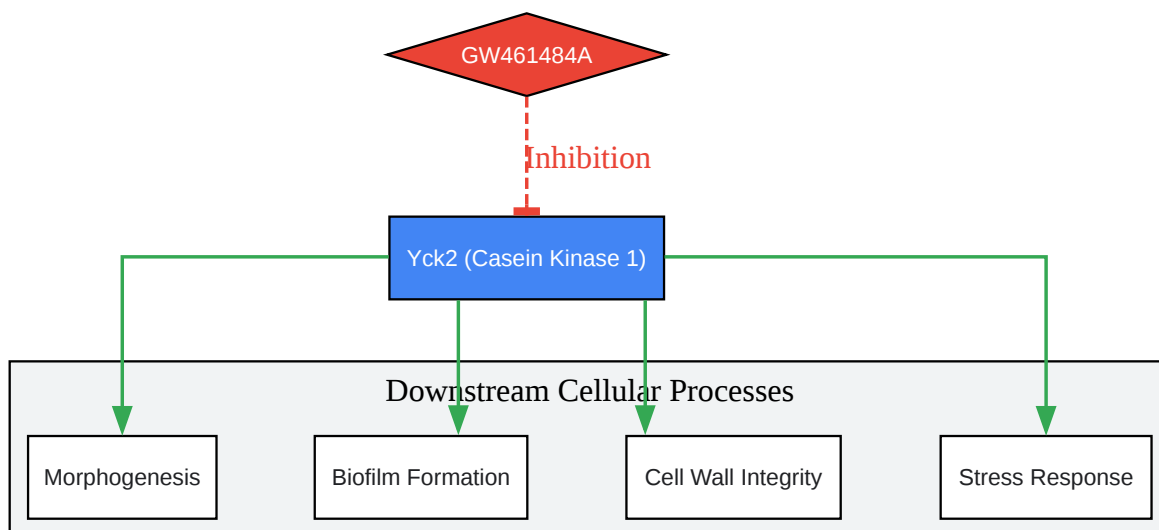 GW461484A
Inhibition
Yck2 (Casein Kinase 1)
Downstream Cellular Processes
Morphogenesis
Biofilm Formation
Cell Wall Integrity
Stress Response